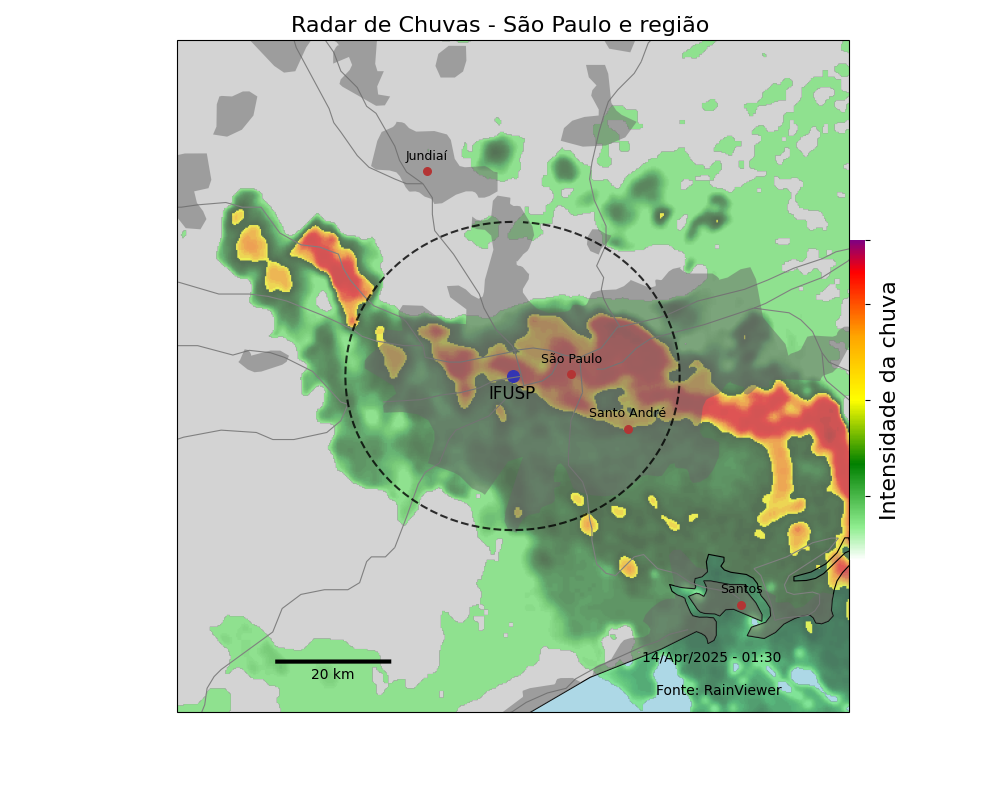 Radar de Chuvas - São Paulo e região
Jundiaí
São Paulo
IFUSP
Santo André
Intensidade da chuva
Santos
14/Apr/2025 - 01:30
20 km
Fonte: RainViewer